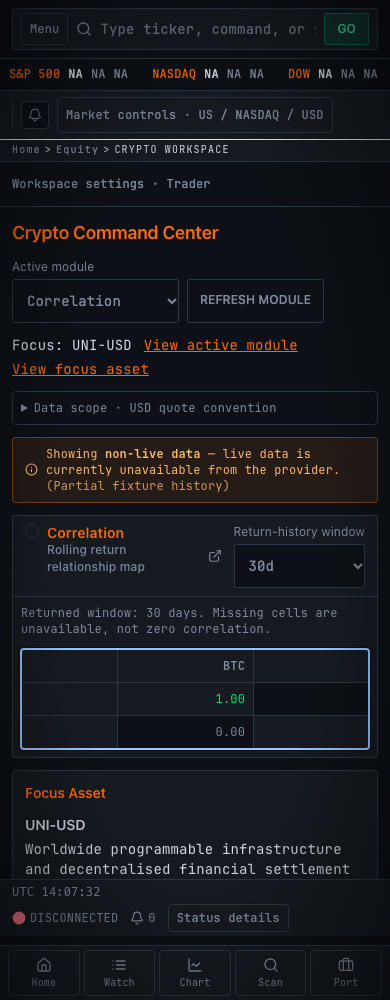 Menu Type ticker, command, or s GO
S&P 500 NA NA NA NASDAQ NA NA NA DOW NA NA NA
Market controls · US / NASDAQ / USD
Home > Equity > CRYPTO WORKSPACE
Workspace settings · Trader
Crypto Command Center
Active module
Correlation REFRESH MODULE
Focus: UNI-USD View active module
View focus asset
Data scope · USD quote convention
Showing non-live data — live data is
currently unavailable from the provider.
(Partial fixture history)
Correlation
Rolling return
relationship map
Return-history window
30d
Returned window: 30 days. Missing cells are
unavailable, not zero correlation.
BTC
1.00
0.00
Focus Asset
UNI-USD
Worldwide programmable infrastructure
and decentralised financial settlement
UTC 14:07:32
DISCONNECTED 0 Status details
Home Watch Chart Scan Port